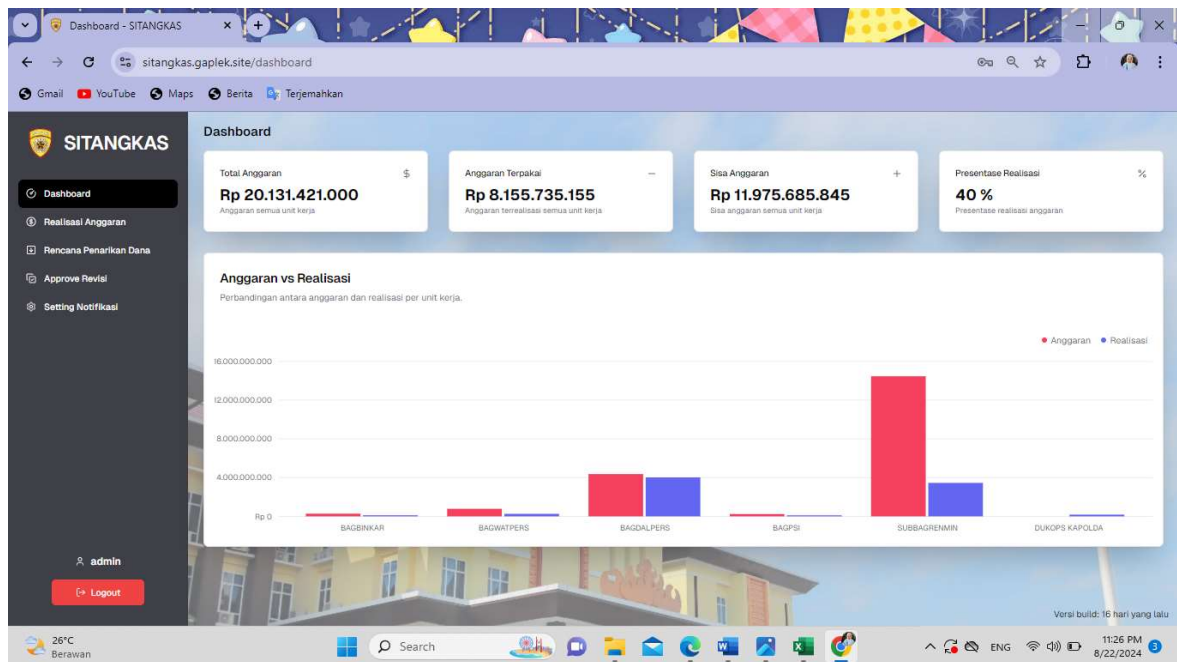 Dashboard - SITANGKAS
sitangkas.gaplek.site/dashboard
Gmail YouTube Maps Berita Terjemahkan
SITANGKAS
Dashboard
Realisasi Anggaran
Rencana Penarikan Dana
Approve Revisi
Setting Notifikasi
admin
Logout
Dashboard
Total Anggaran $
Rp 20.131.421.000
Anggaran semua unit kerja
Anggaran Terpakai –
Rp 8.155.735.155
Anggaran terrealisasi semua unit kerja
Sisa Anggaran +
Rp 11.975.685.845
Sisa anggaran semua unit kerja
Presentase Realisasi %
40 %
Presentase realisasi anggaran
Anggaran vs Realisasi
Perbandingan antara anggaran dan realisasi per unit kerja.
Anggaran Realisasi
16.000.000.000
12.000.000.000
8.000.000.000
4.000.000.000
Rp 0
BAGBINKAR BAGWATPERS BAGDALPERS BAGPSI SUBBAGRENMIN DUKOPS KAPOLDA
Versi build: 16 hari yang lalu
26°C
Berawan
Search
ENG
11:26 PM
8/22/2024
3